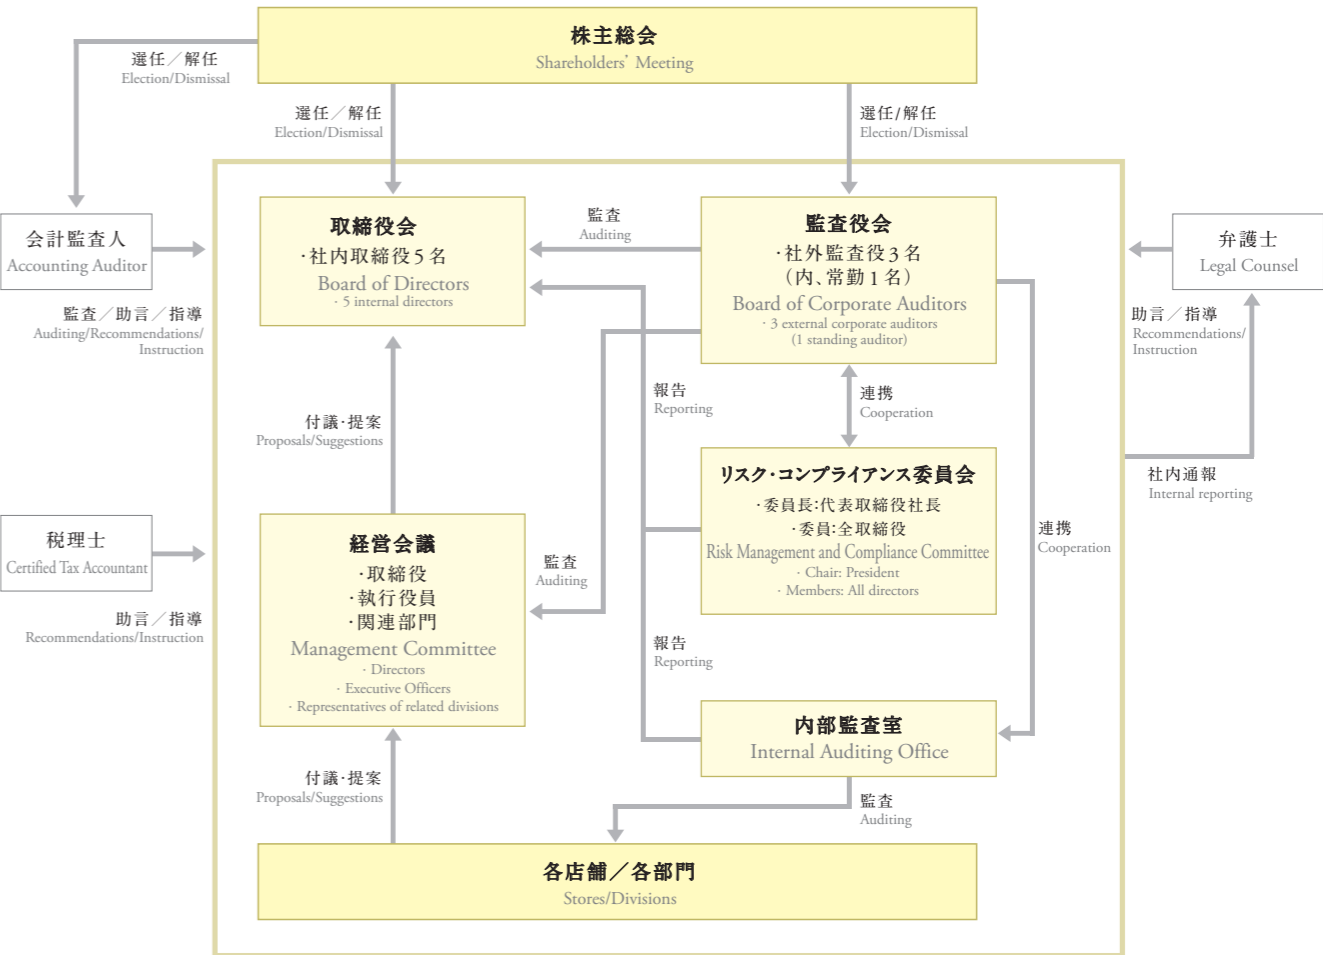 株主総会
Shareholders' Meeting
選任／解任
Election/Dismissal
選任／解任
Election/Dismissal
選任/解任
Election/Dismissal
会計監査人
Accounting Auditor
監査／助言／指導
Auditing/Recommendations/
Instruction
取締役会
・社内取締役5名
Board of Directors
・5 internal directors
監査
Auditing
監査役会
・社外監査役3名
（内、常勤1名）
Board of Corporate Auditors
・3 external corporate auditors
(1 standing auditor)
弁護士
Legal Counsel
助言／指導
Recommendations/
Instruction
報告
Reporting
連携
Cooperation
付議・提案
Proposals/Suggestions
リスク・コンプライアンス委員会
・委員長：代表取締役社長
・委員：全取締役
Risk Management and Compliance Committee
・Chair: President
・Members: All directors
社内通報
Internal reporting
連携
Cooperation
税理士
Certified Tax Accountant
助言／指導
Recommendations/Instruction
経営会議
・取締役
・執行役員
・関連部門
Management Committee
・Directors
・Executive Officers
・Representatives of related divisions
監査
Auditing
報告
Reporting
内部監査室
Internal Auditing Office
付議・提案
Proposals/Suggestions
監査
Auditing
各店舗／各部門
Stores/Divisions